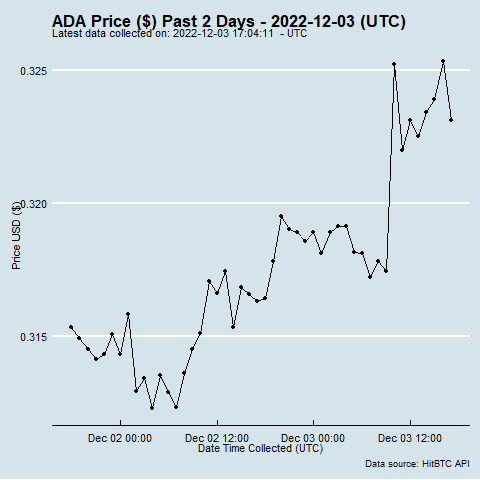 ADA Price ($) Past 2 Days - 2022-12-03 (UTC)
Latest data collected on: 2022-12-03 17:04:11  - UTC
0.325
0.320
0.315
Price USD ($)
Dec 02 00:00
Dec 02 12:00
Dec 03 00:00
Dec 03 12:00
Date Time Collected (UTC)
Data source: HitBTC API